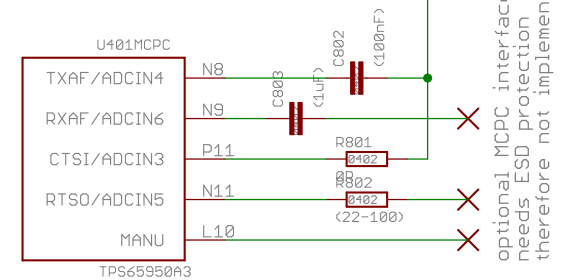 U401MCPC
TXAF/ADCIN4
RXAF/ADCIN6
CTSI/ADCIN3
RTSO/ADCIN5
MANU
TPS65950A3
N8
N9
P11
N11
L10
C802
(100nF)
C803
(1uF)
R801
0402
0R
R802
0402
(22-100)
optional MCPC interface
needs ESD protection
therefore not implemen